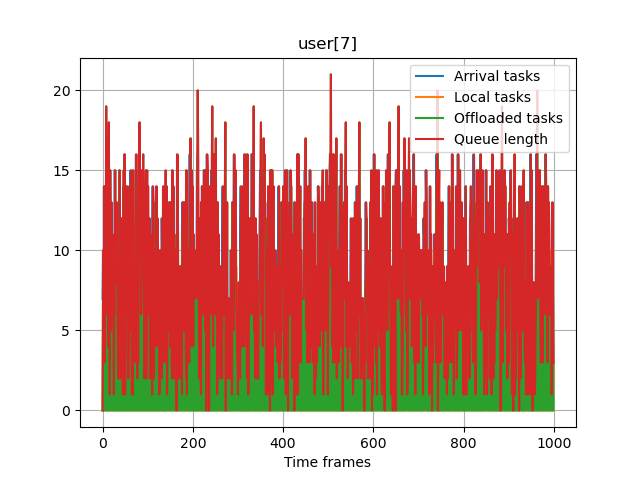 user[7]
Arrival tasks
Local tasks
Offloaded tasks
Queue length
20
15
10
5
0
0 200 400 600 800 1000
Time frames